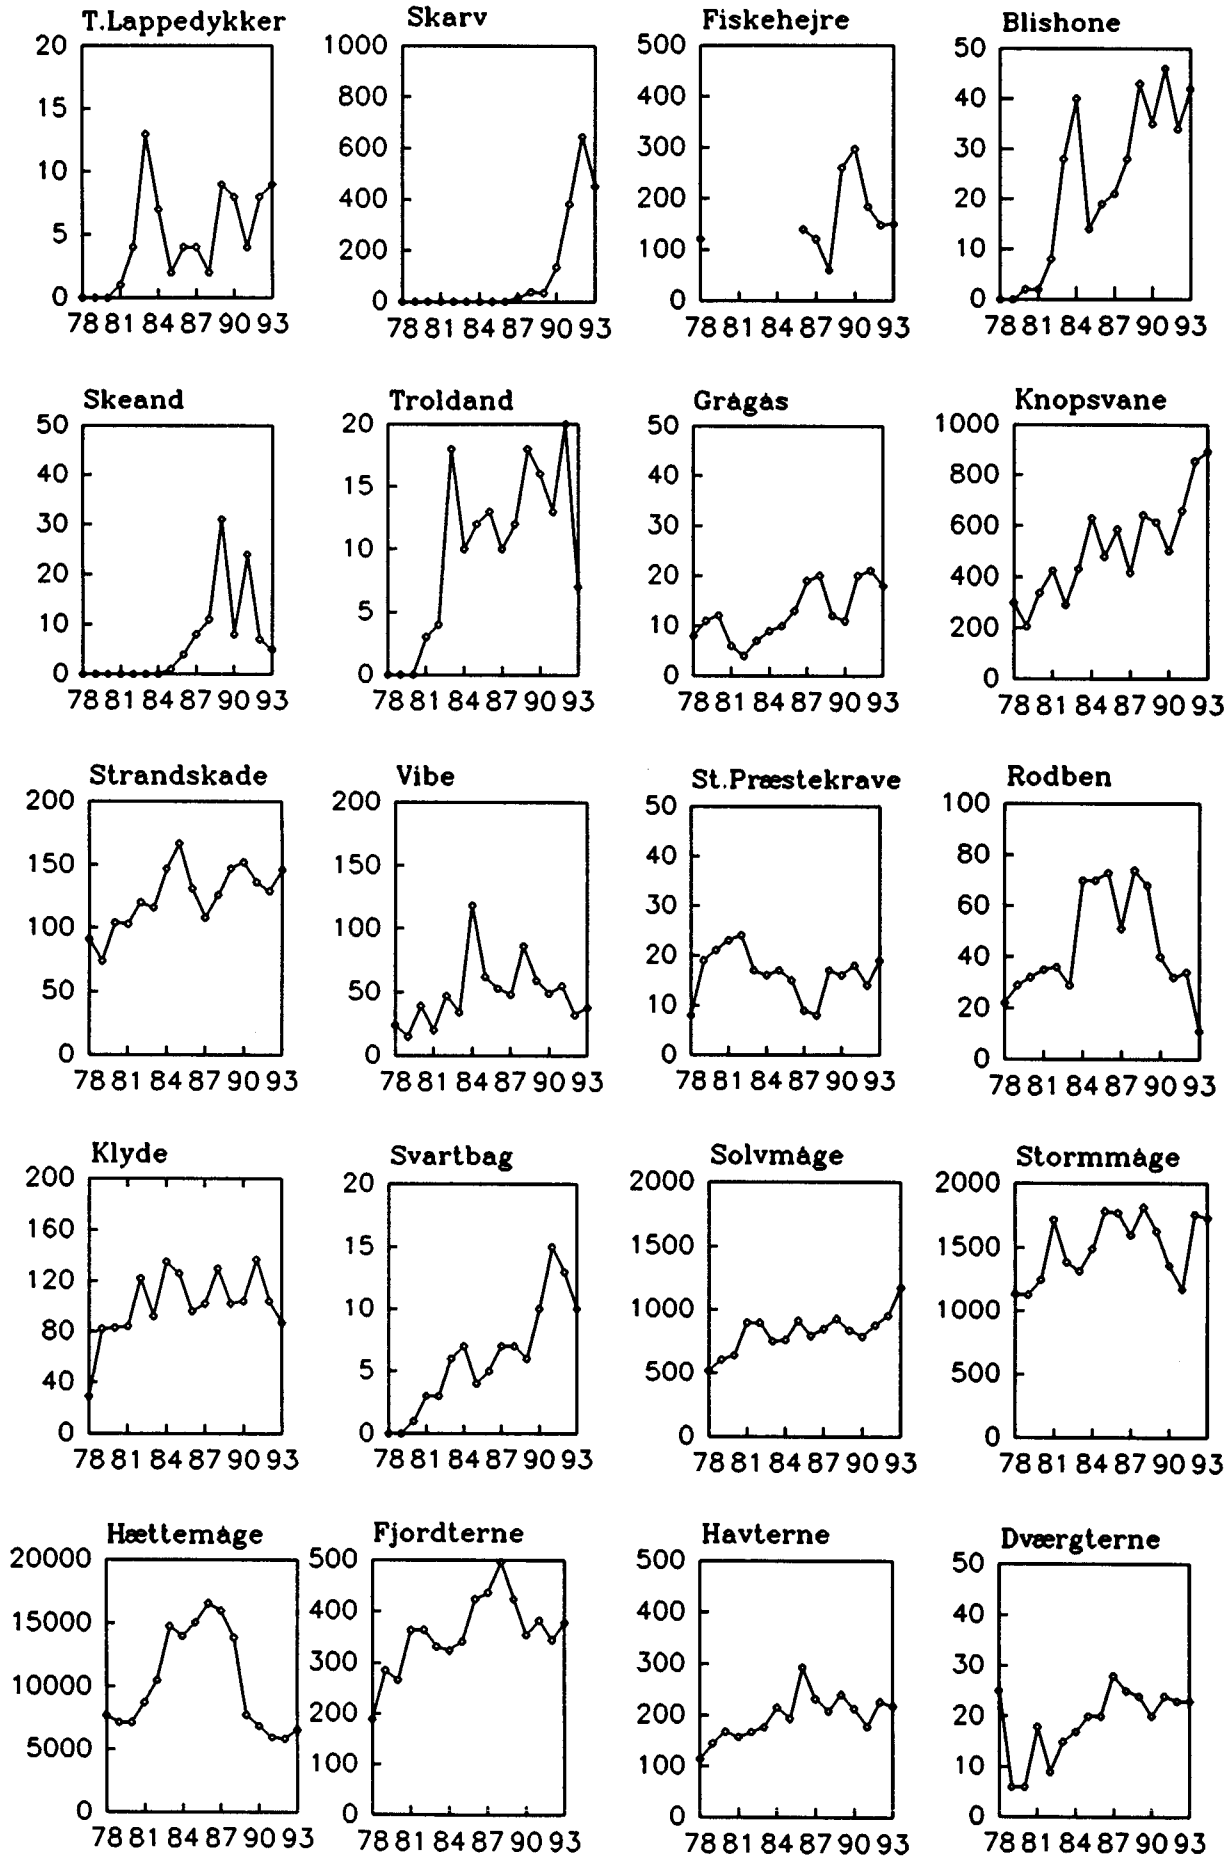 T.Lappedykker
20
15
10
5
0
78 81 84 87 90 93
Skarv
1000
800
600
400
200
0
78 81 84 87 90 93
Fiskehejre
500
400
300
200
100
0
78 81 84 87 90 93
Blishone
50
40
30
20
10
0
78 81 84 87 90 93
Skeand
50
40
30
20
10
0
78 81 84 87 90 93
Troldand
20
15
10
5
0
78 81 84 87 90 93
Grågås
50
40
30
20
10
0
78 81 84 87 90 93
Knopsvane
1000
800
600
400
200
0
78 81 84 87 90 93
Strandskade
200
150
100
50
0
78 81 84 87 90 93
Vibe
200
150
100
50
0
78 81 84 87 90 93
St.Præstekrave
50
40
30
20
10
0
78 81 84 87 90 93
Rodben
100
80
60
40
20
0
78 81 84 87 90 93
Klyde
200
160
120
80
40
0
78 81 84 87 90 93
Svartbag
20
15
10
5
0
78 81 84 87 90 93
Solvmåge
2000
1500
1000
500
0
78 81 84 87 90 93
Stormmåge
2000
1500
1000
500
0
78 81 84 87 90 93
Hættemåge
20000
15000
10000
5000
0
78 81 84 87 90 93
Fjordterne
500
400
300
200
100
0
78 81 84 87 90 93
Havterne
500
400
300
200
100
0
78 81 84 87 90 93
Dværgterne
50
40
30
20
10
0
78 81 84 87 90 93